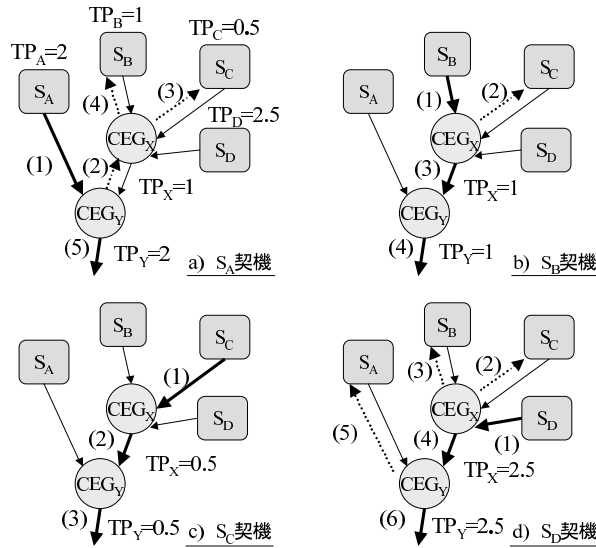 TP_B=1
TP_C=0.5
TP_A=2
S_B
S_C
S_A
(3)
(4)
TP_D=2.5
CEG_X
S_D
(1)
(2)
TP_X=1
CEG_Y
(5)
TP_Y=2
a) S_A契機
S_B
S_C
S_A
(1)
(2)
CEG_X
S_D
(3)
TP_X=1
CEG_Y
(4)
TP_Y=1
b) S_B契機
S_B
S_C
S_A
(1)
CEG_X
S_D
(2)
TP_X=0.5
CEG_Y
(3)
TP_Y=0.5
c) S_C契機
S_B
S_C
S_A
(3)
(2)
CEG_X
S_D
(5)
(4)
(1)
TP_X=2.5
CEG_Y
(6)
TP_Y=2.5
d) S_D契機